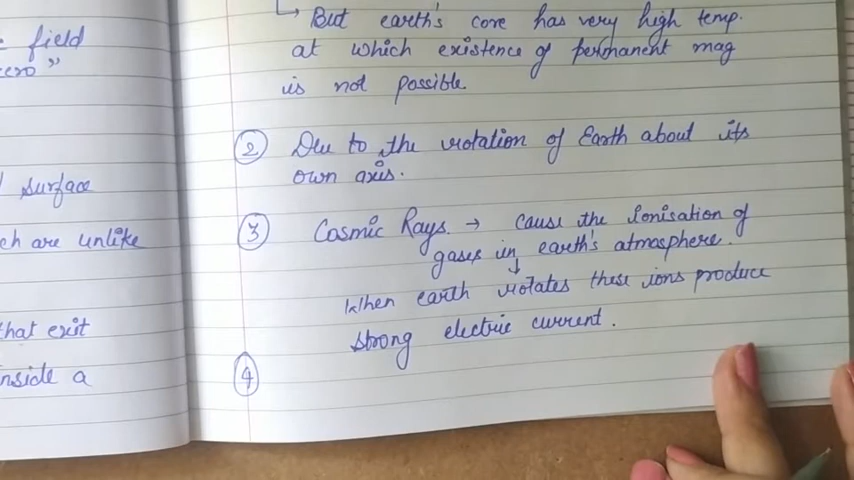 field
ero"
surface
ch are unlike
that exit
inside a
↳ But earth's core has very high temp.
at which existence of permanent mag
is not possible.
② Due to the rotation of Earth about its
own axis.
③ Cosmic Rays → cause the ionisation of
gases in earth's atmosphere.
↓
When earth rotates these ions produce
strong electric current.
④